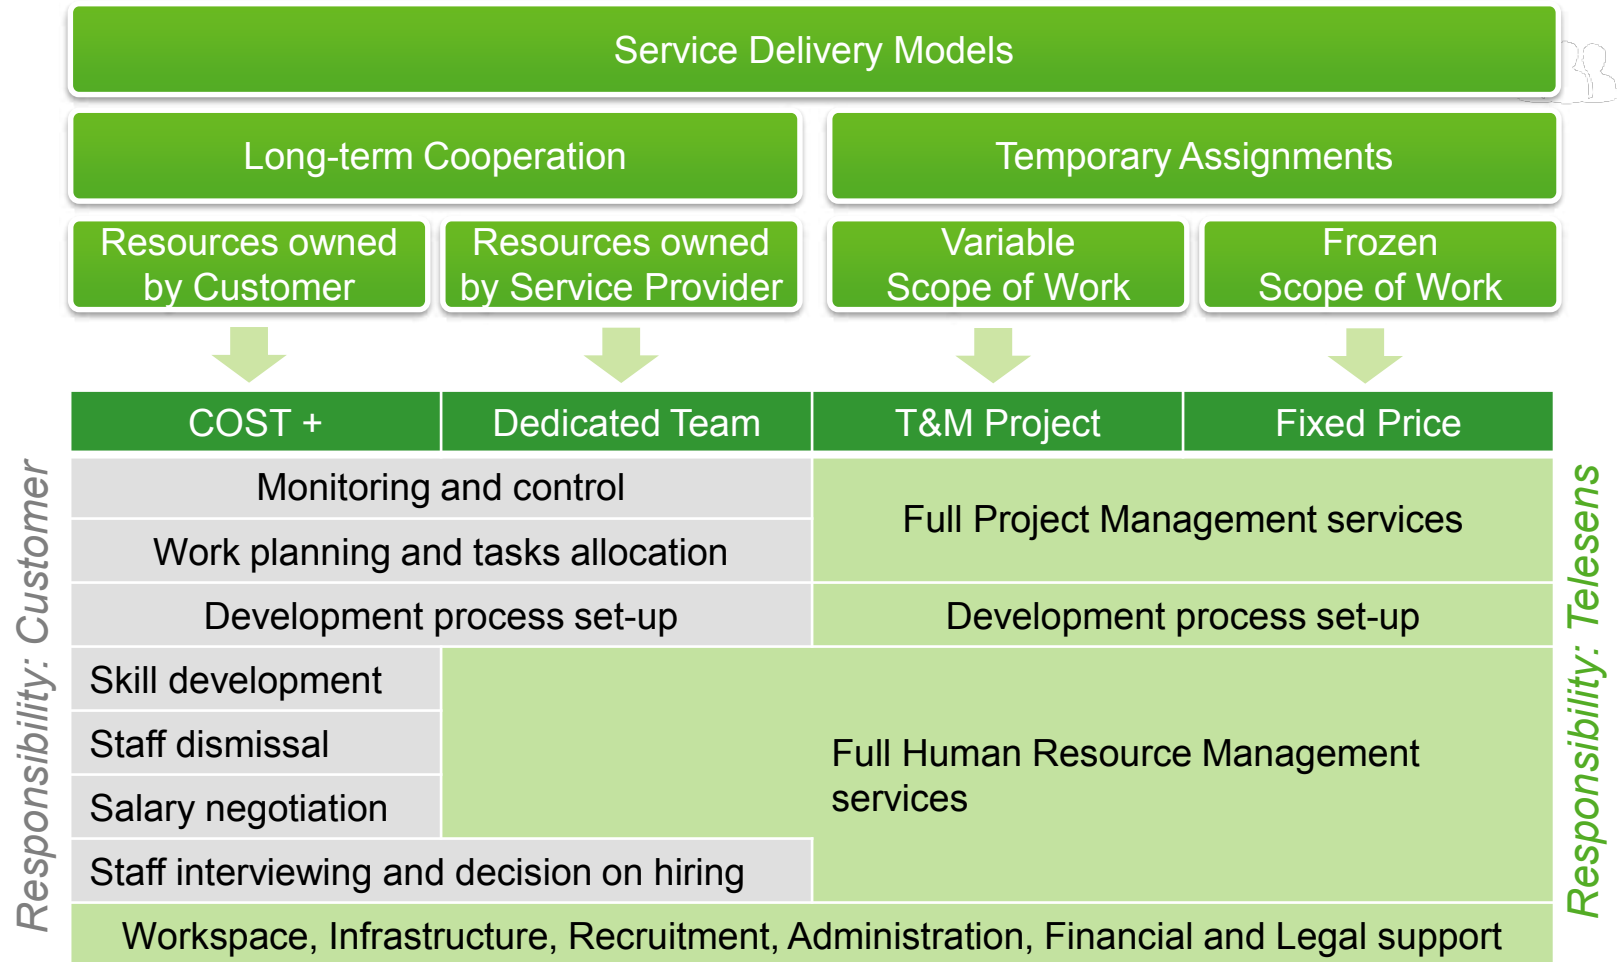 Service Delivery Models
Long-term Cooperation
Temporary Assignments
Resources owned
by Customer
Resources owned
by Service Provider
Variable
Scope of Work
Frozen
Scope of Work
COST +
Dedicated Team
T&M Project
Fixed Price
Responsibility: Customer
Monitoring and control
Full Project Management services
Work planning and tasks allocation
Development process set-up
Development process set-up
Skill development
Staff dismissal
Salary negotiation
Full Human Resource Management
services
Staff interviewing and decision on hiring
Workspace, Infrastructure, Recruitment, Administration, Financial and Legal support
Responsibility: Telesens